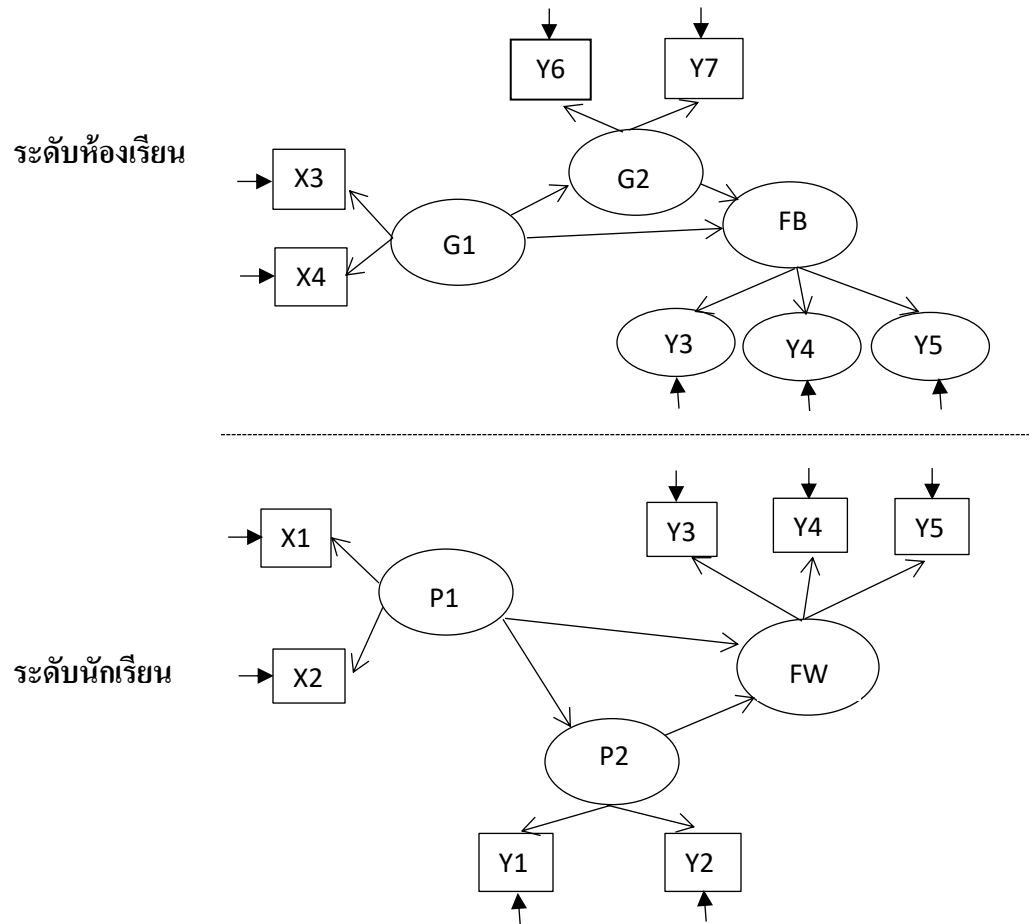 Y6
Y7
ระดับห้องเรียน
X3
G2
FB
G1
X4
Y3
Y4
Y5
Y3
Y4
Y5
X1
P1
ระดับนักเรียน
X2
FW
P2
Y1
Y2